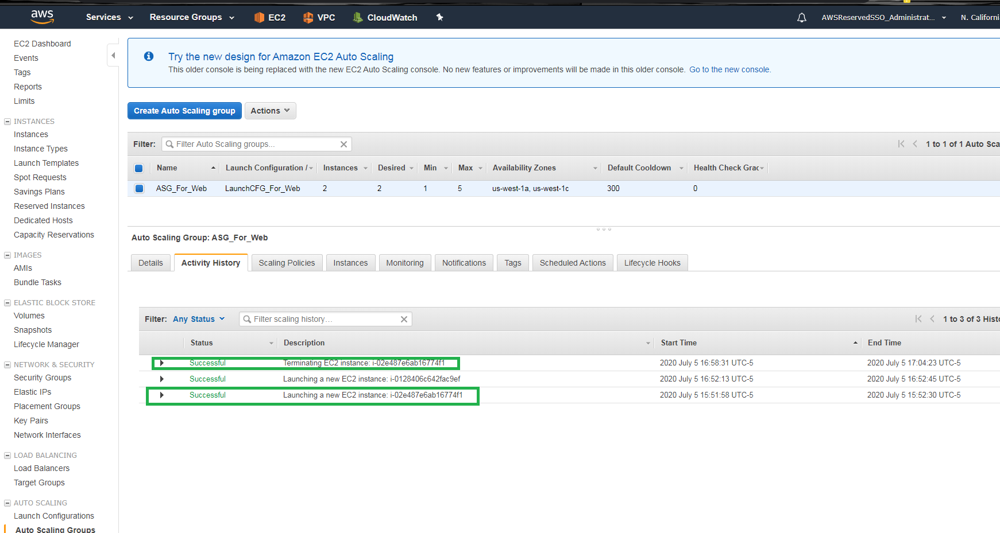 aws Services Resource Groups EC2 VPC CloudWatch AWSReservedSSO_Administrat... N. Californi
EC2 Dashboard
Events
Tags
Reports
Limits
INSTANCES
Instances
Instance Types
Launch Templates
Spot Requests
Savings Plans
Reserved Instances
Dedicated Hosts
Capacity Reservations
IMAGES
AMIs
Bundle Tasks
ELASTIC BLOCK STORE
Volumes
Snapshots
Lifecycle Manager
NETWORK & SECURITY
Security Groups
Elastic IPs
Placement Groups
Key Pairs
Network Interfaces
LOAD BALANCING
Load Balancers
Target Groups
AUTO SCALING
Launch Configurations
Auto Scaling Groups
Try the new design for Amazon EC2 Auto Scaling
This older console is being replaced with the new EC2 Auto Scaling console. No new features or improvements will be made in this older console. Go to the new console.
Create Auto Scaling group Actions
Filter: Filter Auto Scaling groups... 1 to 1 of 1 Auto Sca
Name Launch Configuration / Instances Desired Min Max Availability Zones Default Cooldown Health Check Grac
ASG_For_Web LaunchCFG_For_Web 2 2 1 5 us-west-1a, us-west-1c 300 0
Auto Scaling Group: ASG_For_Web
Details Activity History Scaling Policies Instances Monitoring Notifications Tags Scheduled Actions Lifecycle Hooks
Filter: Any Status Filter scaling history... 1 to 3 of 3 Histo
Status Description Start Time End Time
Successful Terminating EC2 instance: i-02e487e6ab16774f1 2020 July 5 16:58:31 UTC-5 2020 July 5 17:04:23 UTC-5
Successful Launching a new EC2 instance: i-0128406c642fac9ef 2020 July 5 16:52:13 UTC-5 2020 July 5 16:52:45 UTC-5
Successful Launching a new EC2 instance: i-02e487e6ab16774f1 2020 July 5 15:51:58 UTC-5 2020 July 5 15:52:30 UTC-5